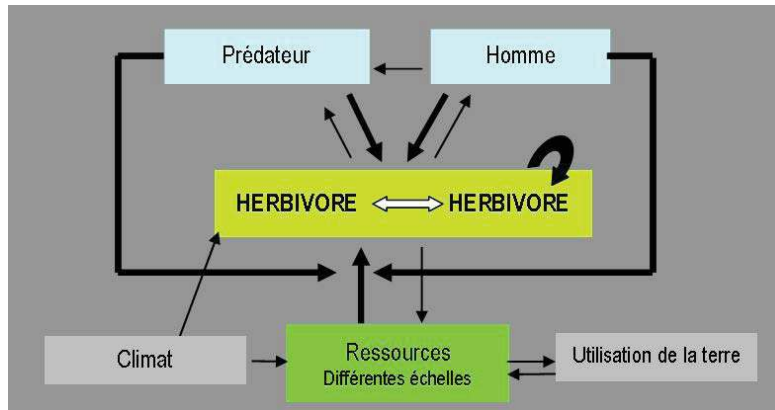 Prédateur
Homme
HERBIVORE HERBIVORE
Climat
Ressources
Différentes échelles
Utilisation de la terre